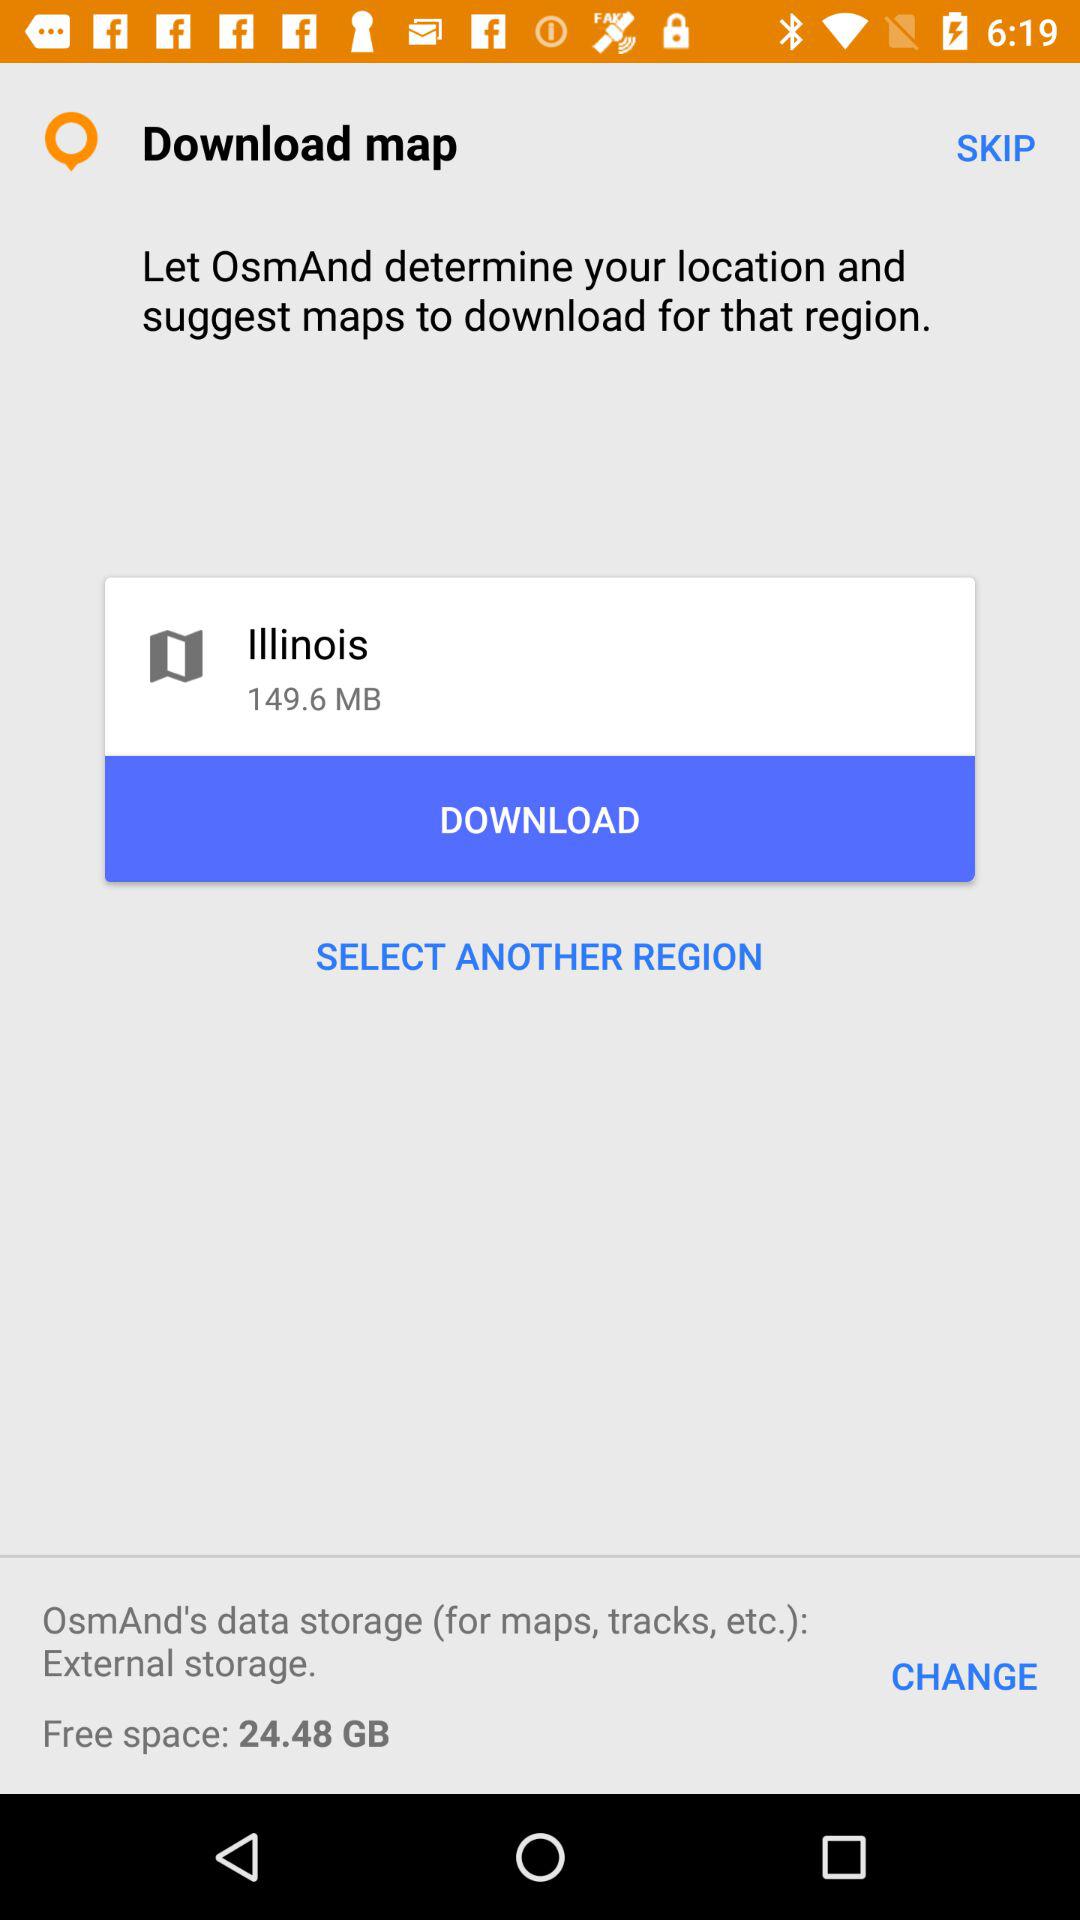 FAKE
6:19
Download map
SKIP
Let OsmAnd determine your location and
suggest maps to download for that region.
Illinois
149.6 MB
DOWNLOAD
SELECT ANOTHER REGION
OsmAnd's data storage (for maps, tracks, etc.):
External storage.
CHANGE
Free space: 24.48 GB